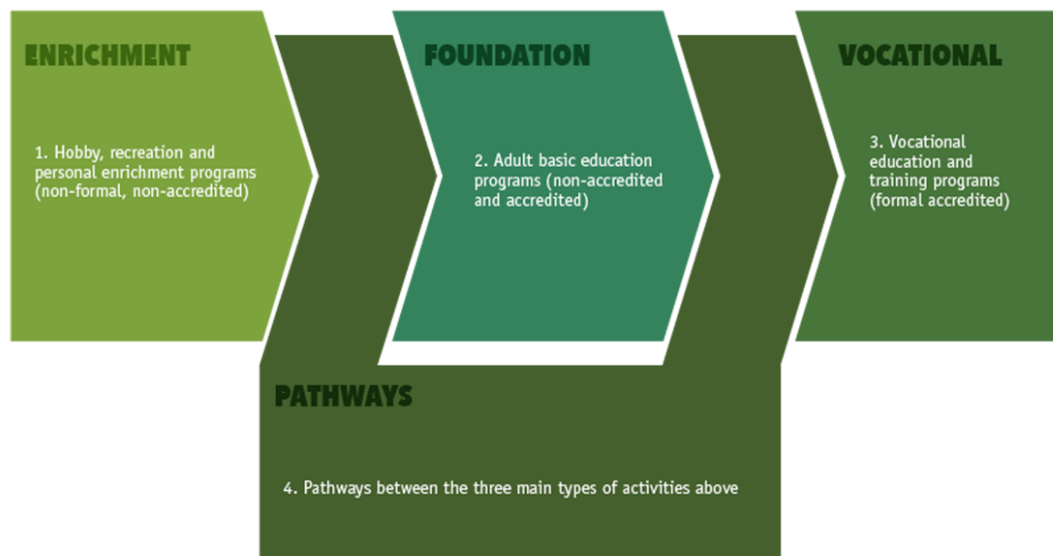 ENRICHMENT
1. Hobby, recreation and
personal enrichment programs
(non-formal, non-accredited)
FOUNDATION
2. Adult basic education
programs (non-accredited
and accredited)
VOCATIONAL
3. Vocational
education and
training programs
(formal accredited)
PATHWAYS
4. Pathways between the three main types of activities above